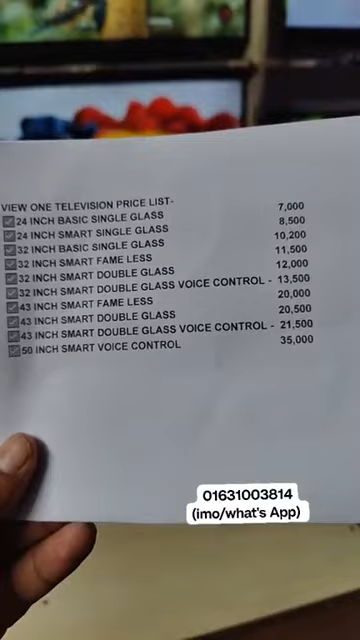 VIEW ONE TELEVISION PRICE LIST-
24 INCH BASIC SINGLE GLASS 7,000
24 INCH SMART SINGLE GLASS 8,500
32 INCH BASIC SINGLE GLASS 10,200
32 INCH SMART FAME LESS 11,500
32 INCH SMART DOUBLE GLASS 12,000
32 INCH SMART DOUBLE GLASS VOICE CONTROL - 13,500
43 INCH SMART FAME LESS 20,000
43 INCH SMART DOUBLE GLASS 20,500
43 INCH SMART DOUBLE GLASS VOICE CONTROL - 21,500
50 INCH SMART VOICE CONTROL 35,000
01631003814
(imo/what's App)